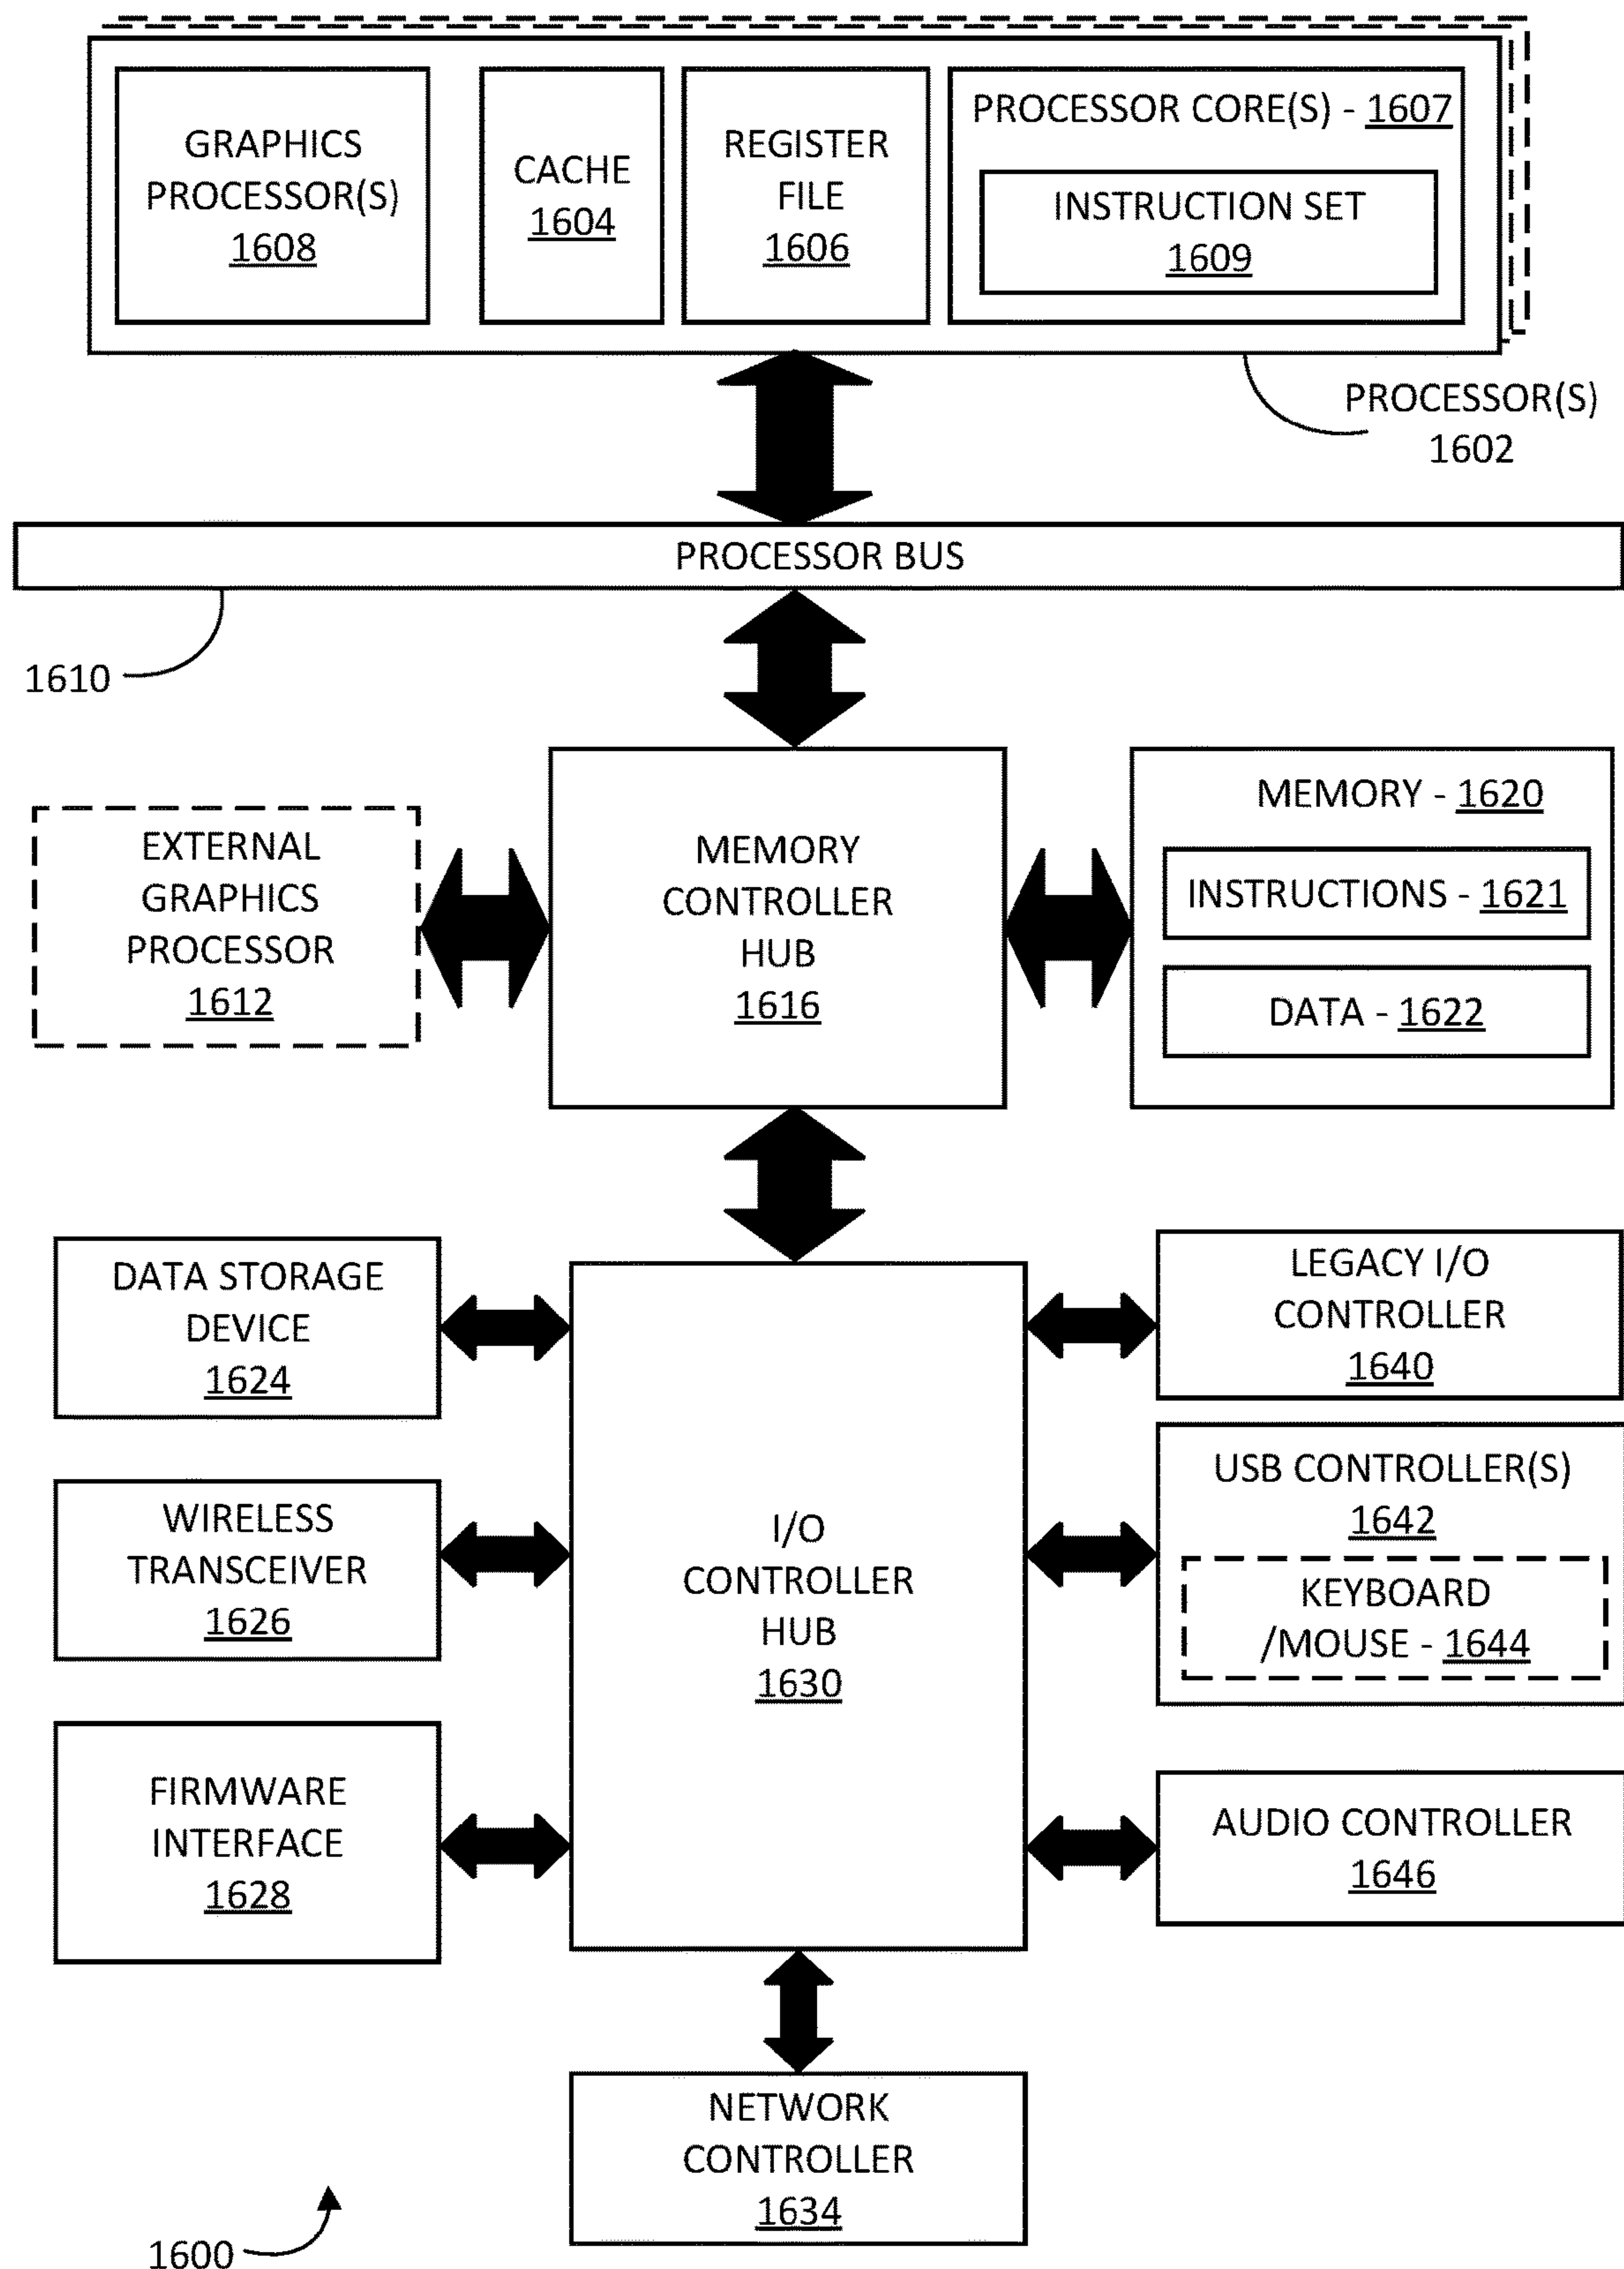 GRAPHICS
PROCESSOR(S)
1608
CACHE
1604
REGISTER
FILE
1606
PROCESSOR CORE(S) - 1607
INSTRUCTION SET
1609
PROCESSOR(S)
1602
PROCESSOR BUS
1610
EXTERNAL
GRAPHICS
PROCESSOR
1612
MEMORY
CONTROLLER
HUB
1616
MEMORY - 1620
INSTRUCTIONS - 1621
DATA - 1622
DATA STORAGE
DEVICE
1624
WIRELESS
TRANSCEIVER
1626
FIRMWARE
INTERFACE
1628
I/O
CONTROLLER
HUB
1630
LEGACY I/O
CONTROLLER
1640
USB CONTROLLER(S)
1642
KEYBOARD
/MOUSE - 1644
AUDIO CONTROLLER
1646
NETWORK
CONTROLLER
1634
1600